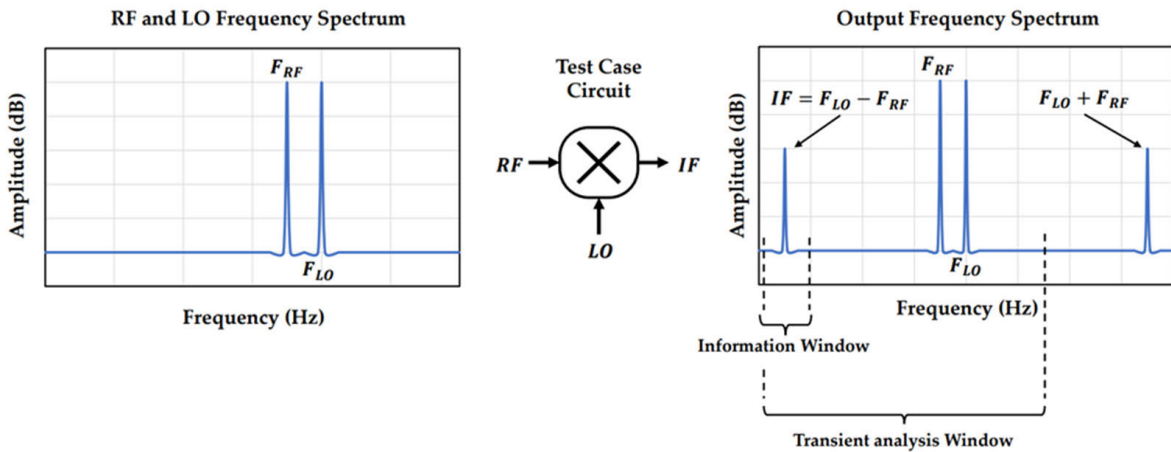 RF and LO Frequency Spectrum
Amplitude (dB)
F_RF
F_LO
Frequency (Hz)
Test Case
Circuit
RF
IF
LO
Output Frequency Spectrum
Amplitude (dB)
IF = F_LO − F_RF
F_RF
F_LO + F_RF
F_LO
Frequency (Hz)
Information Window
Transient analysis Window